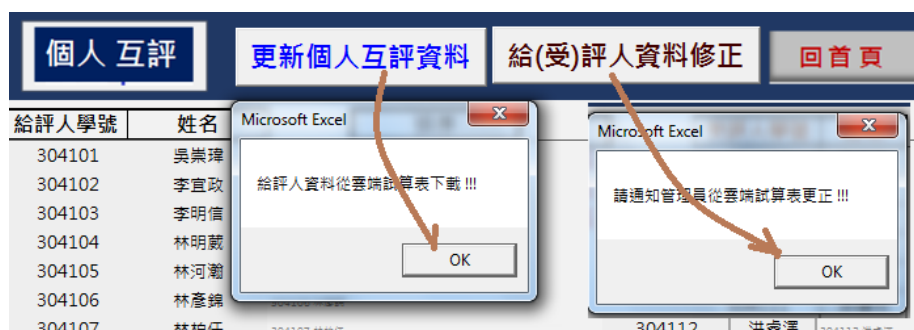 個人 互評
更新個人互評資料
給(受)評人資料修正
回首頁
給評人學號 姓名
304101 吳崇瑋
304102 李宜政
304103 李明信
304104 林明葳
304105 林河瀚
304106 林彥錦
304107
Microsoft Excel
給評人資料從雲端試算表下載 !!!
OK
Microsoft Excel
請通知管理員從雲端試算表更正 !!!
OK
304112